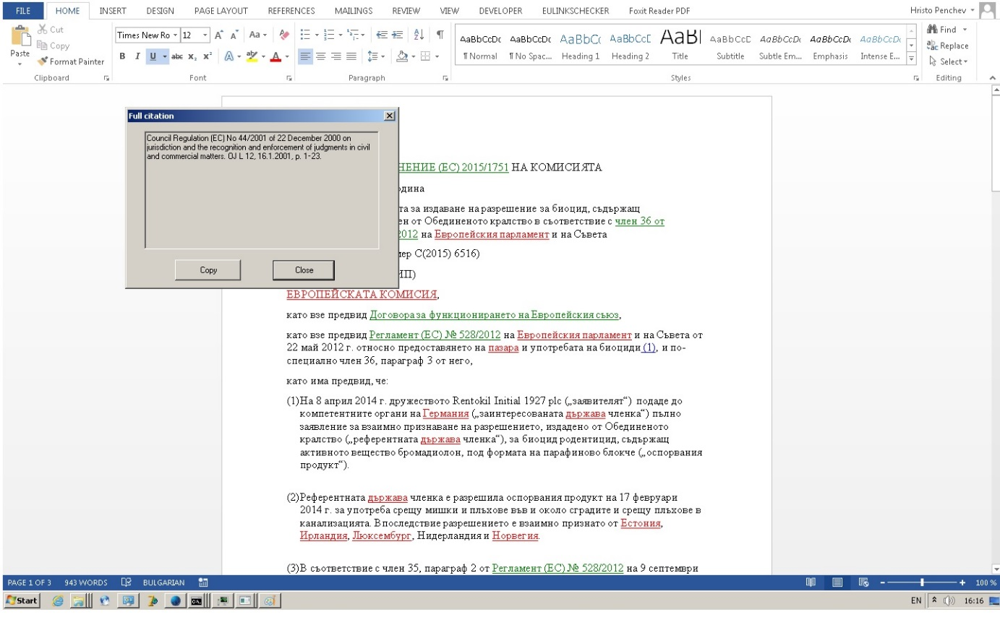 FILE HOME INSERT DESIGN PAGE LAYOUT REFERENCES MAILINGS REVIEW VIEW DEVELOPER EULINKSCHECKER Foxit Reader PDF Hristo Penchev
Cut
Copy
Format Painter
Paste
Times New Ro 12
Aa
B I U abc x₂ x²
AaBbCcDc AaBbCcDc AaBbCc AaBbCcC AaBl AaBbCcC AaBbCcDc AaBbCcDc AaBbCcDc
¶ Normal ¶ No Spac... Heading 1 Heading 2 Title Subtitle Subtle Em... Emphasis Intense E...
Find
Replace
Select
Clipboard Font Paragraph Styles Editing
Full citation
Council Regulation (EC) No 44/2001 of 22 December 2000 on
jurisdiction and the recognition and enforcement of judgments in civil
and commercial matters. OJ L 12, 16.1.2001, p. 1-23.
Copy Close
НЕНИЕ (ЕС) 2015/1751 НА КОМИСИЯТА
одина
та за издаване на разрешение за биоцид, съдържащ
ен от Обединеното кралство в съответствие с член 36 от
2012 на Европейския парламент и на Съвета
мер C(2015) 6516)
ИП)
ЕВРОПЕЙСКАТА КОМИСИЯ,
като взе предвид Договора за функционирането на Европейския съюз,
като взе предвид Регламент (ЕС) № 528/2012 на Европейския парламент и на Съвета от
22 май 2012 г. относно предоставянето на пазара и употребата на биоциди (1), и по-
специално член 36, параграф 3 от него,
като има предвид, че:
(1)На 8 април 2014 г. дружеството Rentokil Initial 1927 plc („заявителят“) подаде до
компетентните органи на Германия („заинтересованата държава членка“) пълно
заявление за взаимно признаване на разрешението, издадено от Обединеното
кралство („референтната държава членка“), за биоцид родентицид, съдържащ
активното вещество бромадиолон, под формата на парафиново блокче („оспорвания
продукт“).
(2)Референтната държава членка е разрешила оспорвания продукт на 17 февруари
2014 г. за употреба срещу мишки и плъхове във и около сградите и срещу плъхове в
канализацията. Впоследствие разрешението е взаимно признато от Естония,
Ирландия, Люксембург, Нидерландия и Норвегия.
(3)В съответствие с член 35, параграф 2 от Регламент (ЕС) № 528/2012 на 9 септември
PAGE 1 OF 3 943 WORDS BULGARIAN 100 %
Start EN 16:16